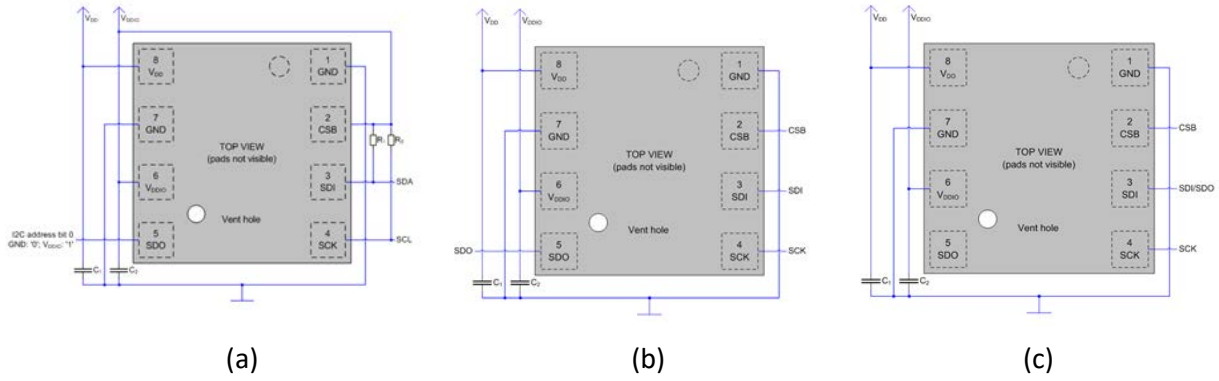 VDD
VDDIO
8
VDD
1
GND
7
GND
2
CSB
R1
R2
TOP VIEW
(pads not visible)
6
VDDIO
3
SDI
SDA
Vent hole
I2C address bit 0
GND: '0'; VDDIO: '1'
5
SDO
4
SCK
SCL
C1
C2
(a)
VDD
VDDIO
8
VDD
1
GND
7
GND
2
CSB
CSB
TOP VIEW
(pads not visible)
6
VDDIO
3
SDI
SDI
Vent hole
SDO
5
SDO
4
SCK
SCK
C1
C2
(b)
VDD
VDDIO
8
VDD
1
GND
7
GND
2
CSB
CSB
TOP VIEW
(pads not visible)
6
VDDIO
3
SDI
SDI/SDO
Vent hole
5
SDO
4
SCK
SCK
C1
C2
(c)